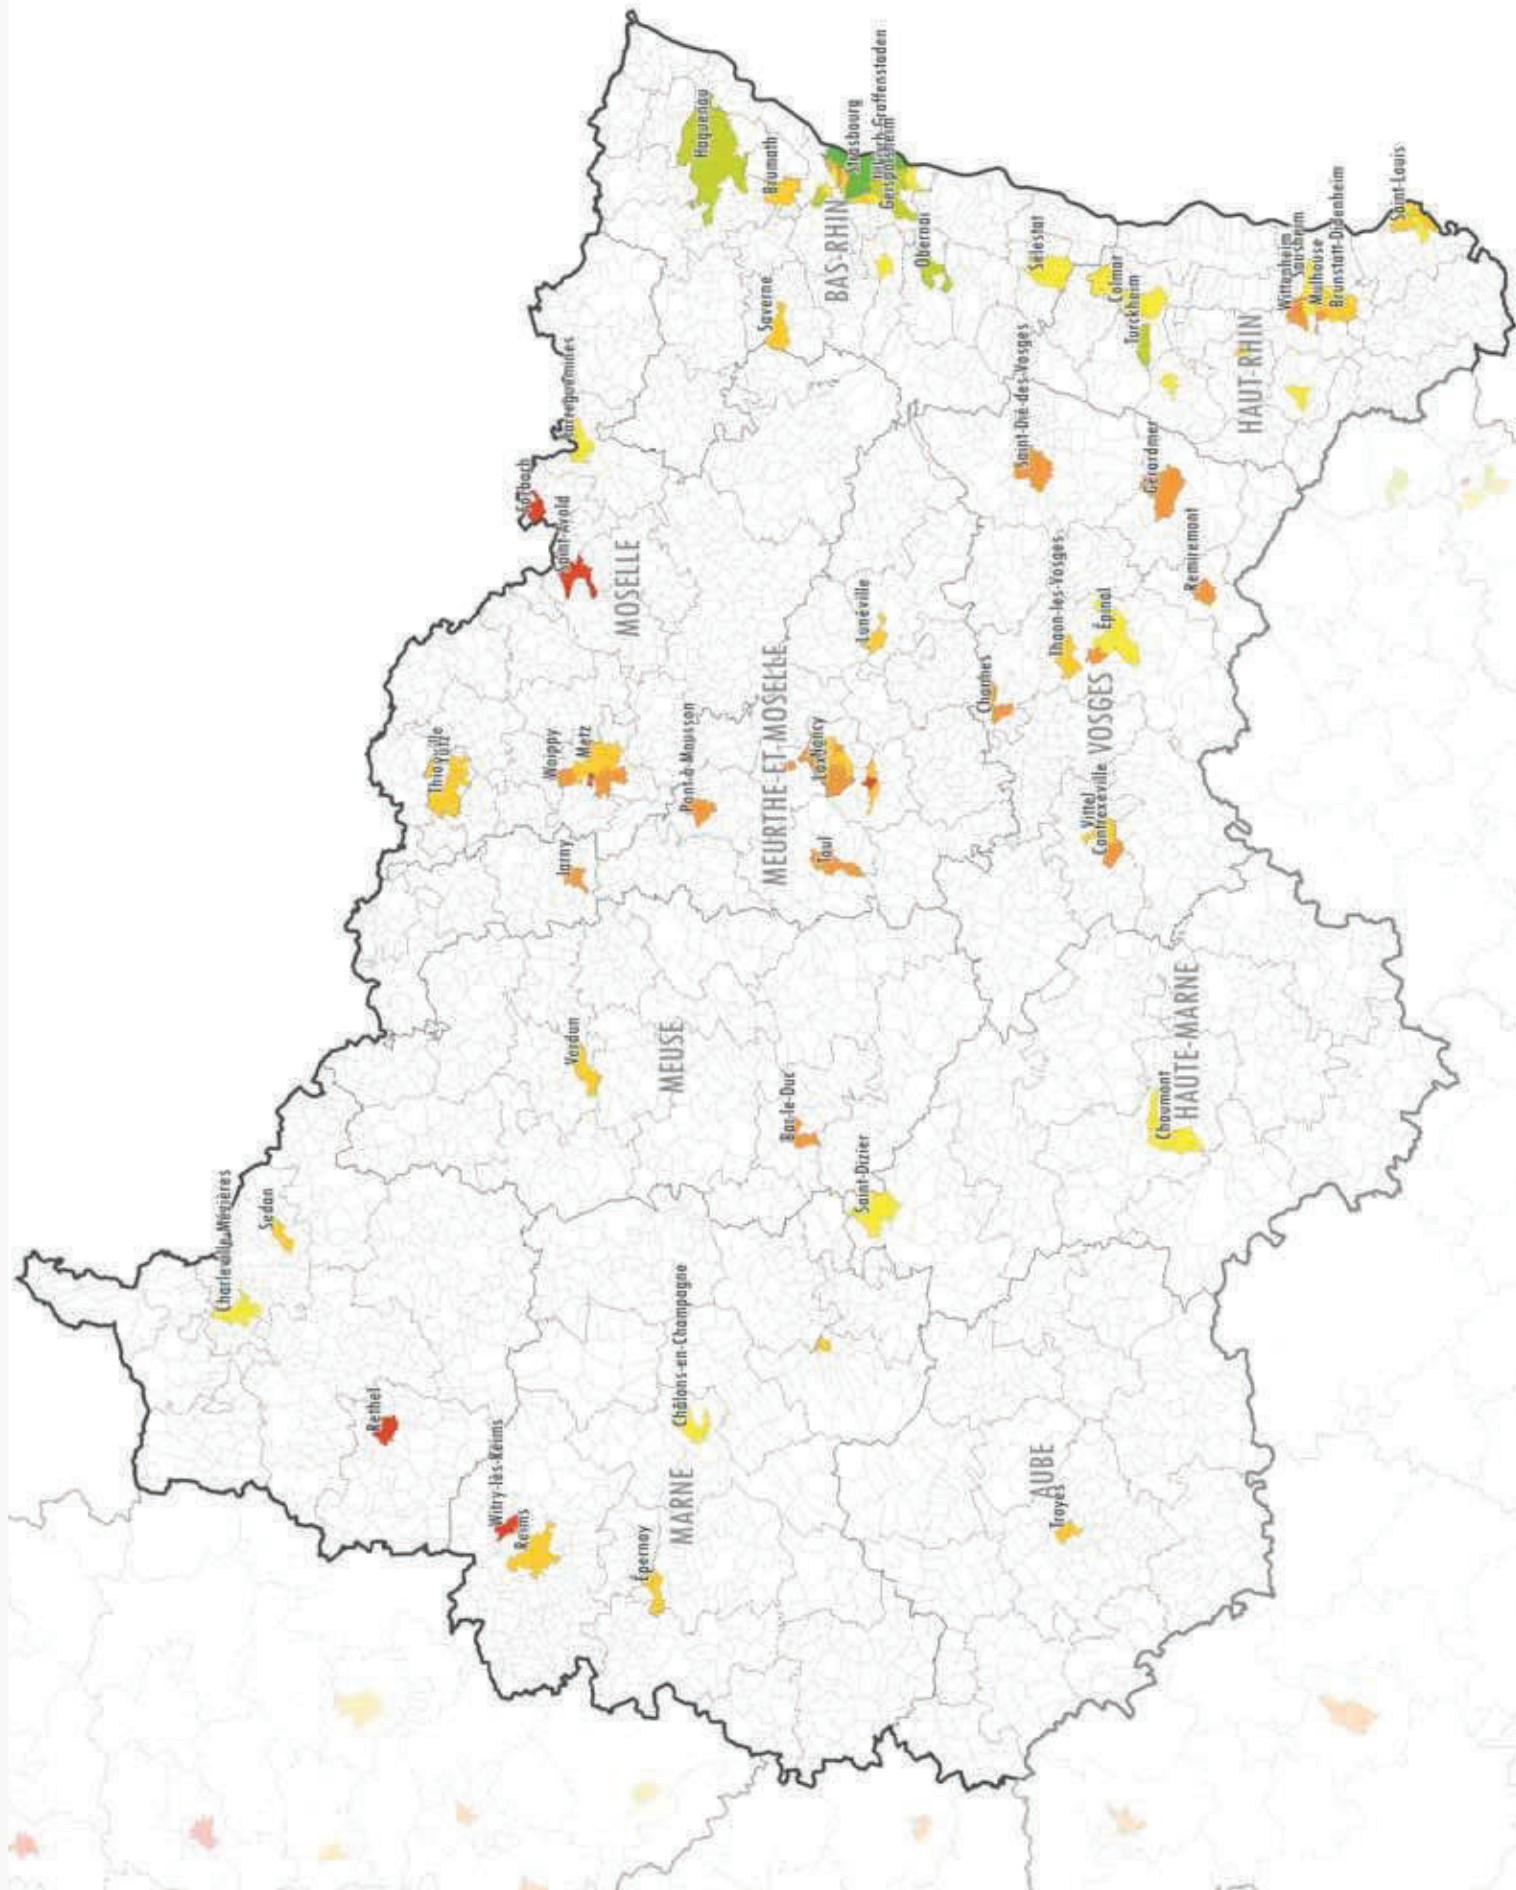 Charleville-Mézières
Sedan
Rethel
Witry-lès-Reims
Reims
Épernay
MARNE
Châlons-en-Champagne
AUBE
Troyes
Saint-Dizier
Chaumont
HAUTE-MARNE
Verdun
MEUSE
Bar-le-Duc
Jarny
Thionville
Yutz
Woippy
Metz
Pont-à-Mousson
MEURTHE-ET-MOSELLE
Toul
Laxou
Nancy
Lunéville
Vittel
Contrexéville
VOSGES
Charmes
Thaon-les-Vosges
Épinal
Remiremont
Gérardmer
Saint-Dié-des-Vosges
MOSELLE
Saint-Avold
Forbach
Sarreguemines
Saverne
BAS-RHIN
Haguenau
Brumath
Strasbourg
Illkirch-Graffenstaden
Geispolsheim
Obernai
Sélestat
Colmar
Turckheim
HAUT-RHIN
Wittenheim
Sausheim
Mulhouse
Brunstatt-Didenheim
Saint-Louis